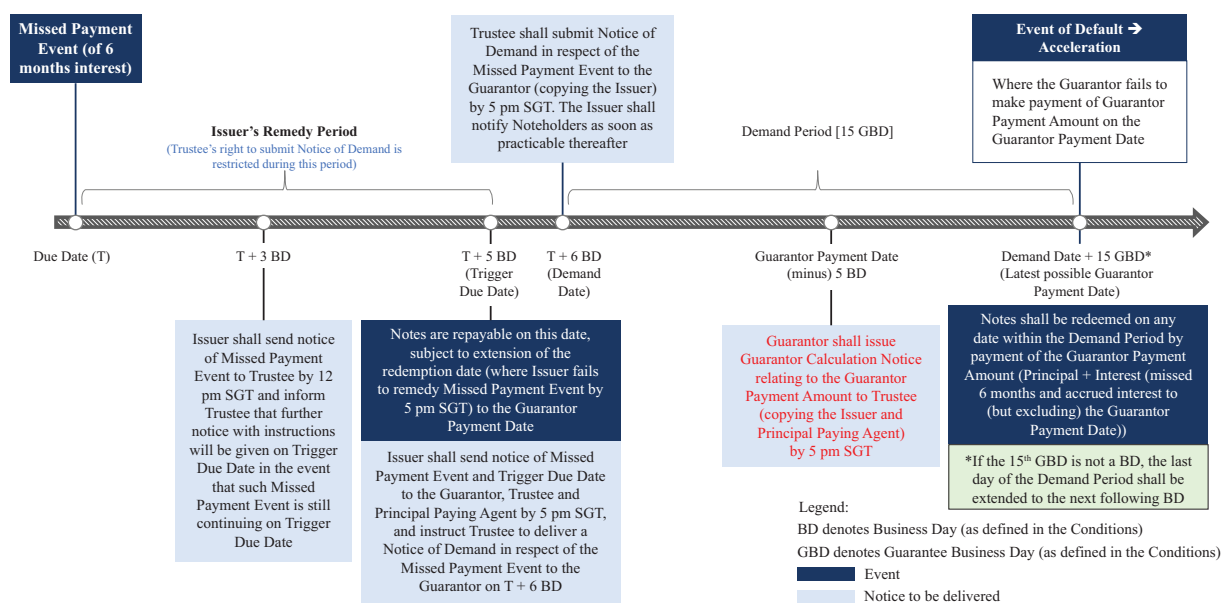 Missed Payment
Event (of 6
months interest)
Trustee shall submit Notice of
Demand in respect of the
Missed Payment Event to the
Guarantor (copying the Issuer)
by 5 pm SGT. The Issuer shall
notify Noteholders as soon as
practicable thereafter
Event of Default ➔
Acceleration
Where the Guarantor fails to
make payment of Guarantor
Payment Amount on the
Guarantor Payment Date
Issuer's Remedy Period
(Trustee's right to submit Notice of Demand is
restricted during this period)
Demand Period [15 GBD]
Due Date (T)
T + 3 BD
T + 5 BD
(Trigger
Due Date)
T + 6 BD
(Demand
Date)
Guarantor Payment Date
(minus) 5 BD
Demand Date + 15 GBD*
(Latest possible Guarantor
Payment Date)
Issuer shall send notice
of Missed Payment
Event to Trustee by 12
pm SGT and inform
Trustee that further
notice with instructions
will be given on Trigger
Due Date in the event
that such Missed
Payment Event is still
continuing on Trigger
Due Date
Notes are repayable on this date,
subject to extension of the
redemption date (where Issuer fails
to remedy Missed Payment Event by
5 pm SGT) to the Guarantor
Payment Date
Issuer shall send notice of Missed
Payment Event and Trigger Due Date
to the Guarantor, Trustee and
Principal Paying Agent by 5 pm SGT,
and instruct Trustee to deliver a
Notice of Demand in respect of the
Missed Payment Event to the
Guarantor on T + 6 BD
Guarantor shall issue
Guarantor Calculation Notice
relating to the Guarantor
Payment Amount to Trustee
(copying the Issuer and
Principal Paying Agent)
by 5 pm SGT
Notes shall be redeemed on any
date within the Demand Period by
payment of the Guarantor Payment
Amount (Principal + Interest (missed
6 months and accrued interest to
(but excluding) the Guarantor
Payment Date))
*If the 15th GBD is not a BD, the last
day of the Demand Period shall be
extended to the next following BD
Legend:
BD denotes Business Day (as defined in the Conditions)
GBD denotes Guarantee Business Day (as defined in the Conditions)
Event
Notice to be delivered